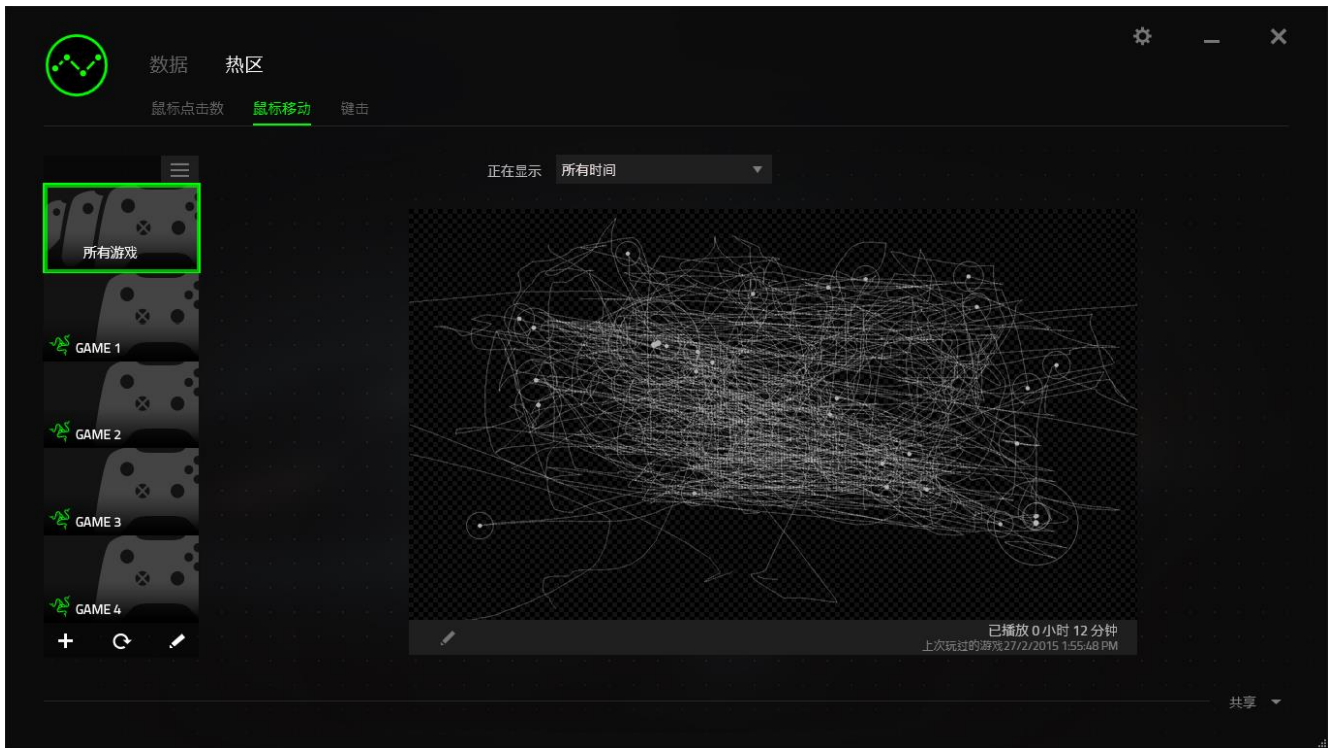 数据 热区
鼠标点击数 鼠标移动 键击
正在显示 所有时间
所有游戏
GAME 1
GAME 2
GAME 3
GAME 4
已播放 0 小时 12 分钟
上次玩过的游戏27/2/2015 1:55:48 PM
共享